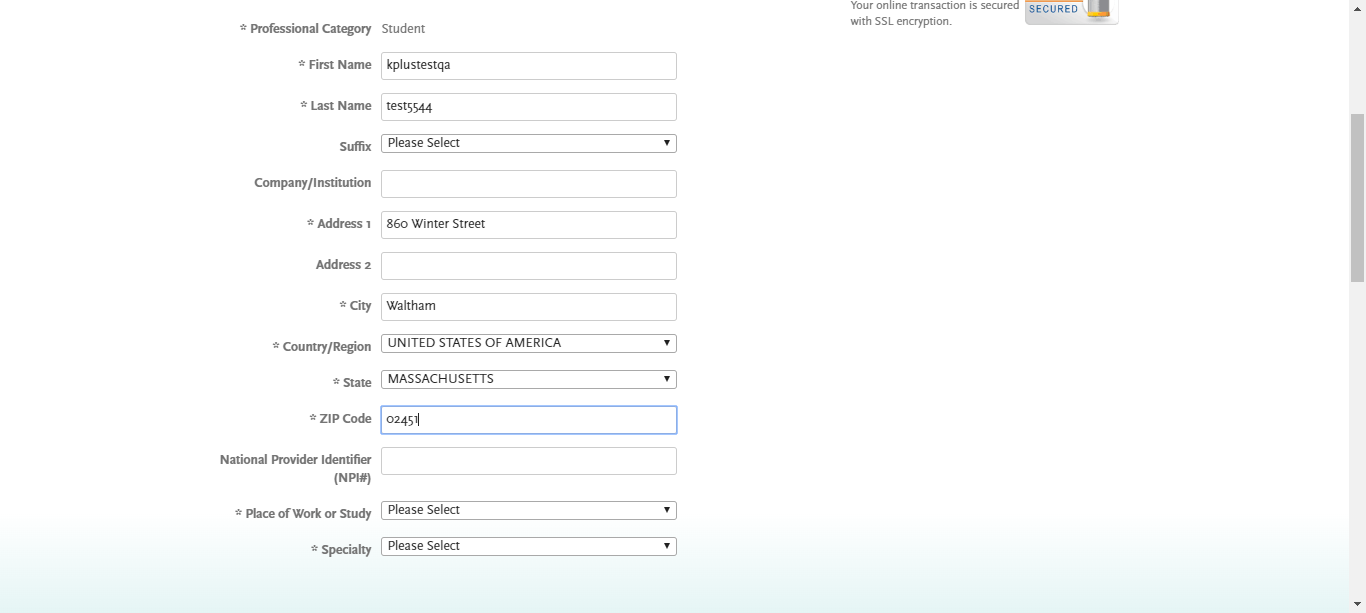 Your online transaction is secured
with SSL encryption.
SECURED
* Professional Category Student
* First Name kplustestqa
* Last Name test5544
Suffix Please Select
Company/Institution
* Address 1 860 Winter Street
Address 2
* City Waltham
* Country/Region UNITED STATES OF AMERICA
* State MASSACHUSETTS
* ZIP Code 02451
National Provider Identifier
(NPI#)
* Place of Work or Study Please Select
* Specialty Please Select